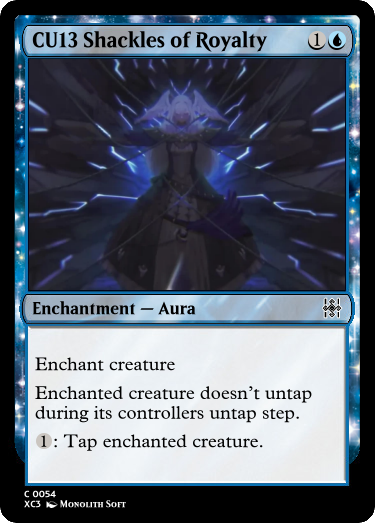 CU13 Shackles of Royalty 1
Enchantment — Aura
Enchant creature
Enchanted creature doesn't untap
during its controllers untap step.
1: Tap enchanted creature.
C 0054
XC3 Monolith Soft